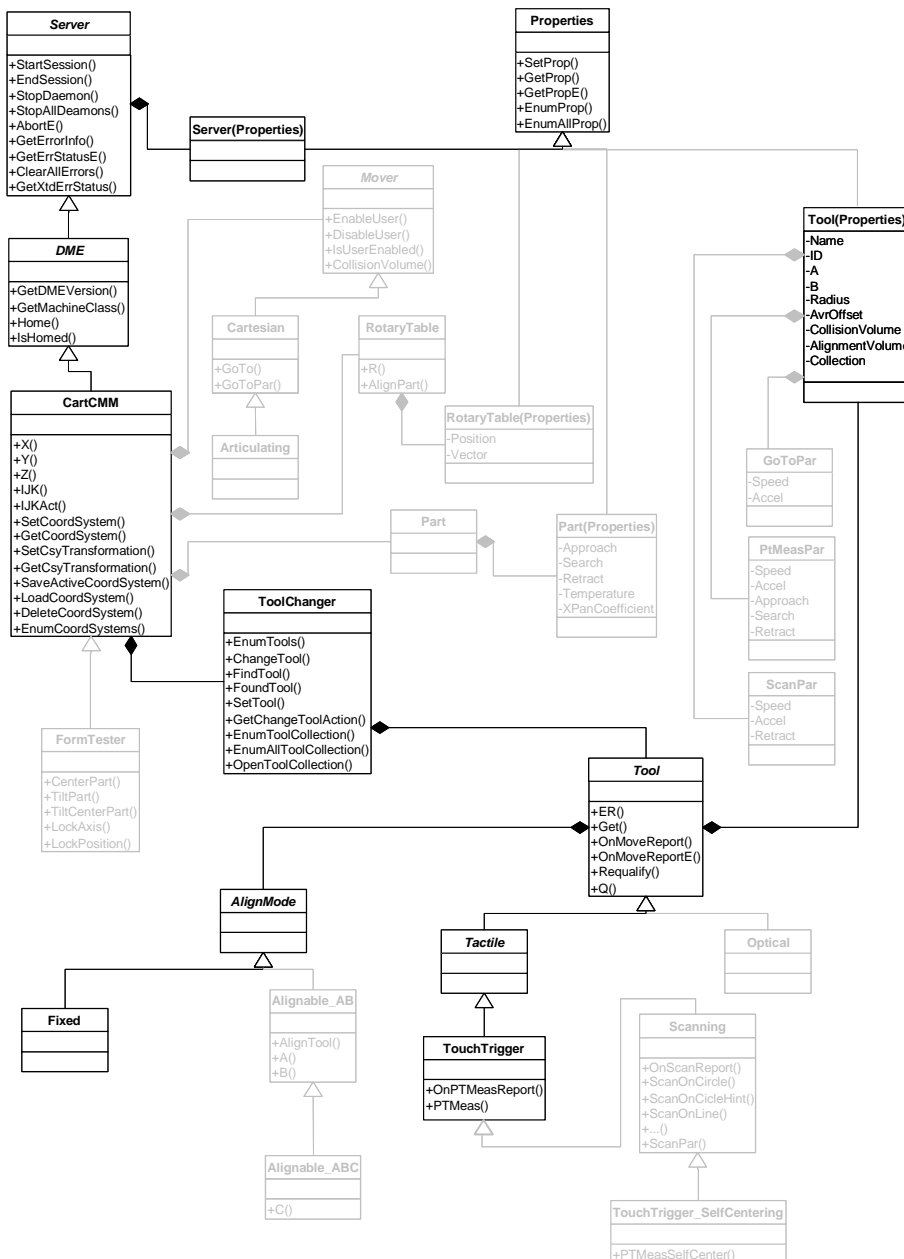 Server
+StartSession()
+EndSession()
+StopDaemon()
+StopAllDeamons()
+AbortE()
+GetErrorInfo()
+GetErrStatusE()
+ClearAllErrors()
+GetXtdErrStatus()
Properties
+SetProp()
+GetProp()
+GetPropE()
+EnumProp()
+EnumAllProp()
Server(Properties)
Mover
+EnableUser()
+DisableUser()
+IsUserEnabled()
+CollisionVolume()
Tool(Properties)
-Name
-ID
-A
-B
-Radius
-AvrOffset
-CollisionVolume
-AlignmentVolume
-Collection
DME
+GetDMEVersion()
+GetMachineClass()
+Home()
+IsHomed()
Cartesian
+GoTo()
+GoToPar()
RotaryTable
+R()
+AlignPart()
CartCMM
+X()
+Y()
+Z()
+IJK()
+IJKAct()
+SetCoordSystem()
+GetCoordSystem()
+SetCsyTransformation()
+GetCsyTransformation()
+SaveActiveCoordSystem()
+LoadCoordSystem()
+DeleteCoordSystem()
+EnumCoordSystems()
Articulating
RotaryTable(Properties)
-Position
-Vector
GoToPar
-Speed
-Accel
Part
Part(Properties)
-Approach
-Search
-Retract
-Temperature
-XPanCoefficient
PtMeasPar
-Speed
-Accel
-Approach
-Search
-Retract
ToolChanger
+EnumTools()
+ChangeTool()
+FindTool()
+FoundTool()
+SetTool()
+GetChangeToolAction()
+EnumToolCollection()
+EnumAllToolCollection()
+OpenToolCollection()
ScanPar
-Speed
-Accel
-Retract
FormTester
+CenterPart()
+TiltPart()
+TiltCenterPart()
+LockAxis()
+LockPosition()
Tool
+ER()
+Get()
+OnMoveReport()
+OnMoveReportE()
+Requalify()
+Q()
AlignMode
Tactile
Optical
Fixed
Alignable_AB
+AlignTool()
+A()
+B()
TouchTrigger
+OnPTMeasReport()
+PTMeas()
Scanning
+OnScanReport()
+ScanOnCircle()
+ScanOnCicleHint()
+ScanOnLine()
+...()
+ScanPar()
Alignable_ABC
+C()
TouchTrigger_SelfCentering
+PTMeasSelfCenter()